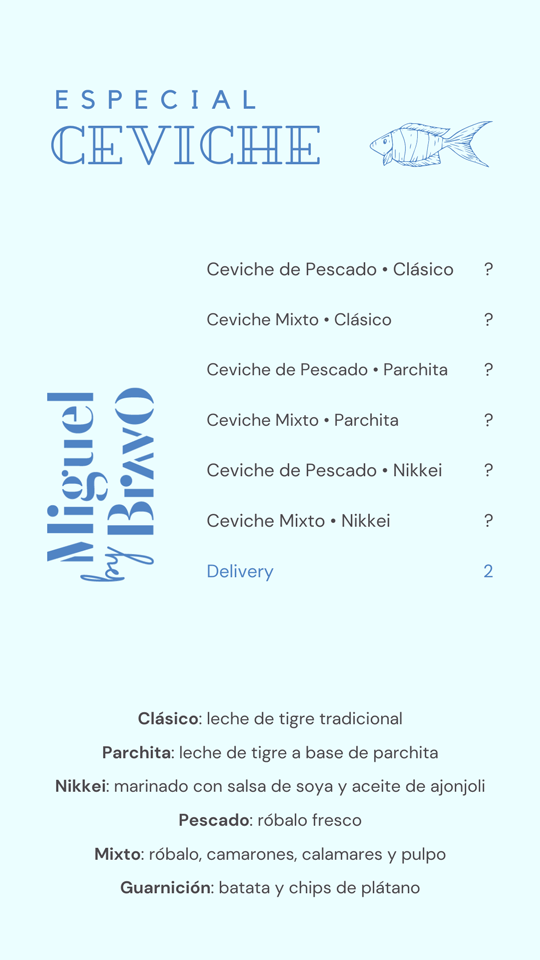 ESPECIAL
CEVICHE
Ceviche de Pescado • Clásico ?
Ceviche Mixto • Clásico ?
Ceviche de Pescado • Parchita ?
Ceviche Mixto • Parchita ?
Ceviche de Pescado • Nikkei ?
Ceviche Mixto • Nikkei ?
Delivery 2
by Miguel
BravO
Clásico: leche de tigre tradicional
Parchita: leche de tigre a base de parchita
Nikkei: marinado con salsa de soya y aceite de ajonjoli
Pescado: róbalo fresco
Mixto: róbalo, camarones, calamares y pulpo
Guarnición: batata y chips de plátano